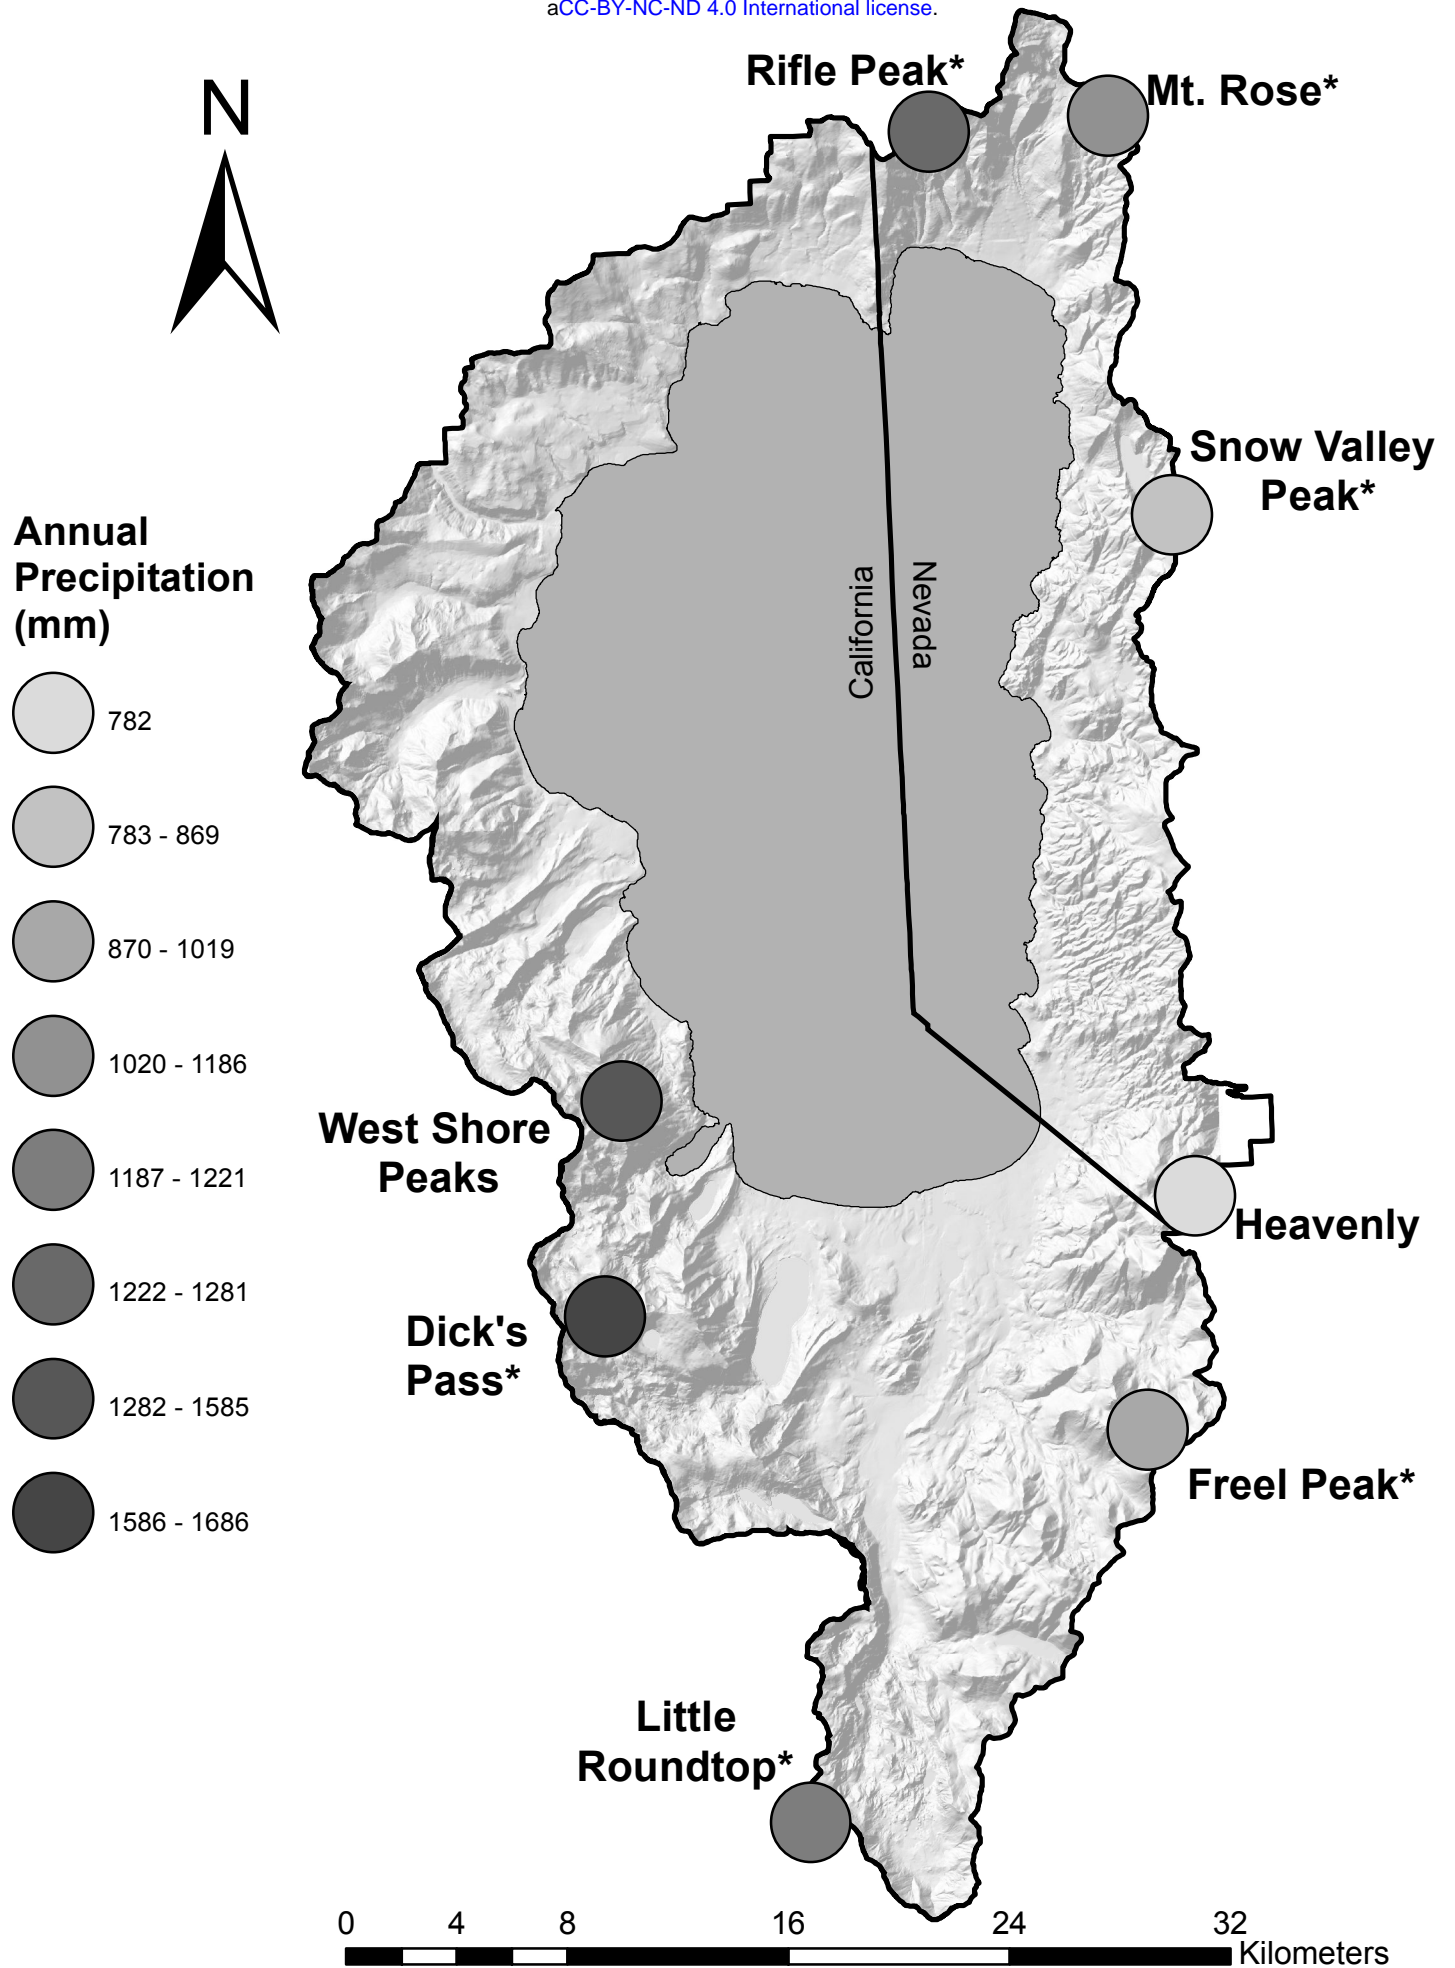 aCC-BY-NC-ND 4.0 International license.
Rifle Peak*
Mt. Rose*
N
Snow Valley
Peak*
Annual
Precipitation
(mm)
782
783 - 869
870 - 1019
1020 - 1186
1187 - 1221
1222 - 1281
1282 - 1585
1586 - 1686
California
Nevada
West Shore
Peaks
Heavenly
Dick's
Pass*
Freel Peak*
Little
Roundtop*
0 4 8 16 24 32
Kilometers